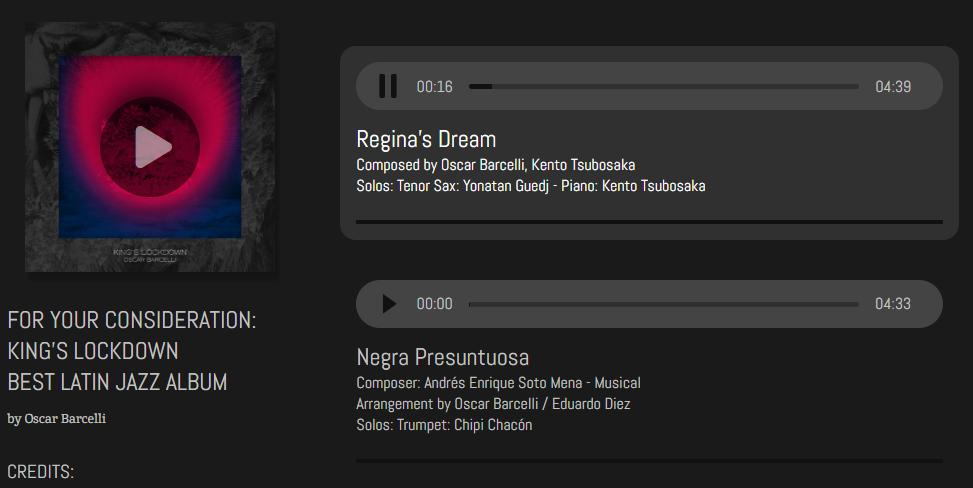 KING'S LOCKDOWN
OSCAR BARCELLI
FOR YOUR CONSIDERATION:
KING'S LOCKDOWN
BEST LATIN JAZZ ALBUM
by Oscar Barcelli
CREDITS:
00:16 04:39
Regina's Dream
Composed by Oscar Barcelli, Kento Tsubosaka
Solos: Tenor Sax: Yonatan Guedj - Piano: Kento Tsubosaka
00:00 04:33
Negra Presuntuosa
Composer: Andrés Enrique Soto Mena - Musical
Arrangement by Oscar Barcelli / Eduardo Diez
Solos: Trumpet: Chipi Chacón